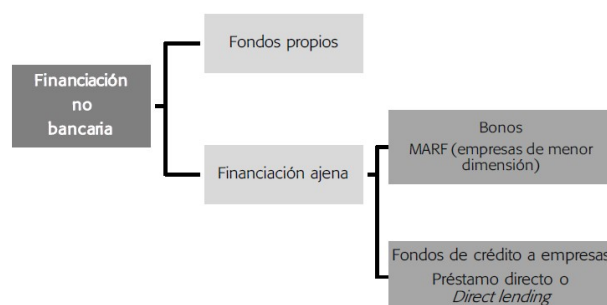 Fondos propios
Financiación
no
bancaria
Financiación ajena
Bonos
MARF (empresas de menor
dimensión)
Fondos de crédito a empresas
Préstamo directo o
Direct lending